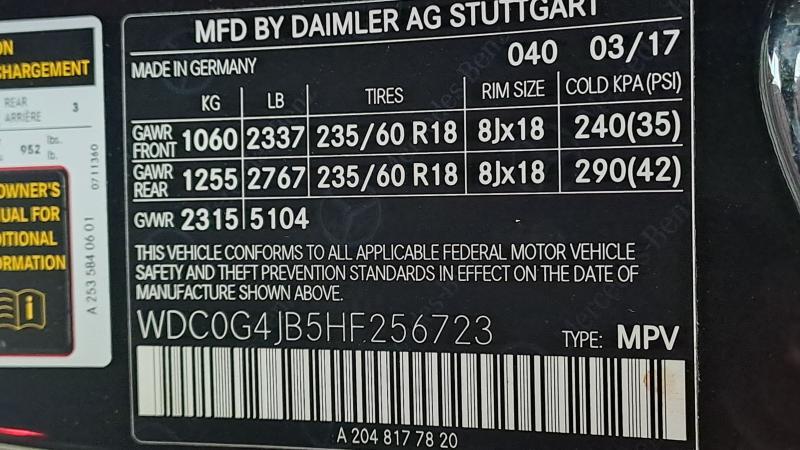 MFD BY DAIMLER AG STUTTGART
040 03/17
MADE IN GERMANY
KG LB TIRES RIM SIZE COLD KPA (PSI)
GAWR FRONT 1060 2337 235/60 R18 8Jx18 240(35)
GAWR REAR 1255 2767 235/60 R18 8Jx18 290(42)
GVWR 2315 5104
THIS VEHICLE CONFORMS TO ALL APPLICABLE FEDERAL MOTOR VEHICLE
SAFETY AND THEFT PREVENTION STANDARDS IN EFFECT ON THE DATE OF
MANUFACTURE SHOWN ABOVE.
WDC0G4JB5HF256723 TYPE: MPV
A 204 817 78 20
ON
CHARGEMENT
REAR
ARRIÈRE 3
952 lbs.
lb.
OWNER'S
UAL FOR
ITIONAL
ORMATION
0711360
A 253 584 06 01